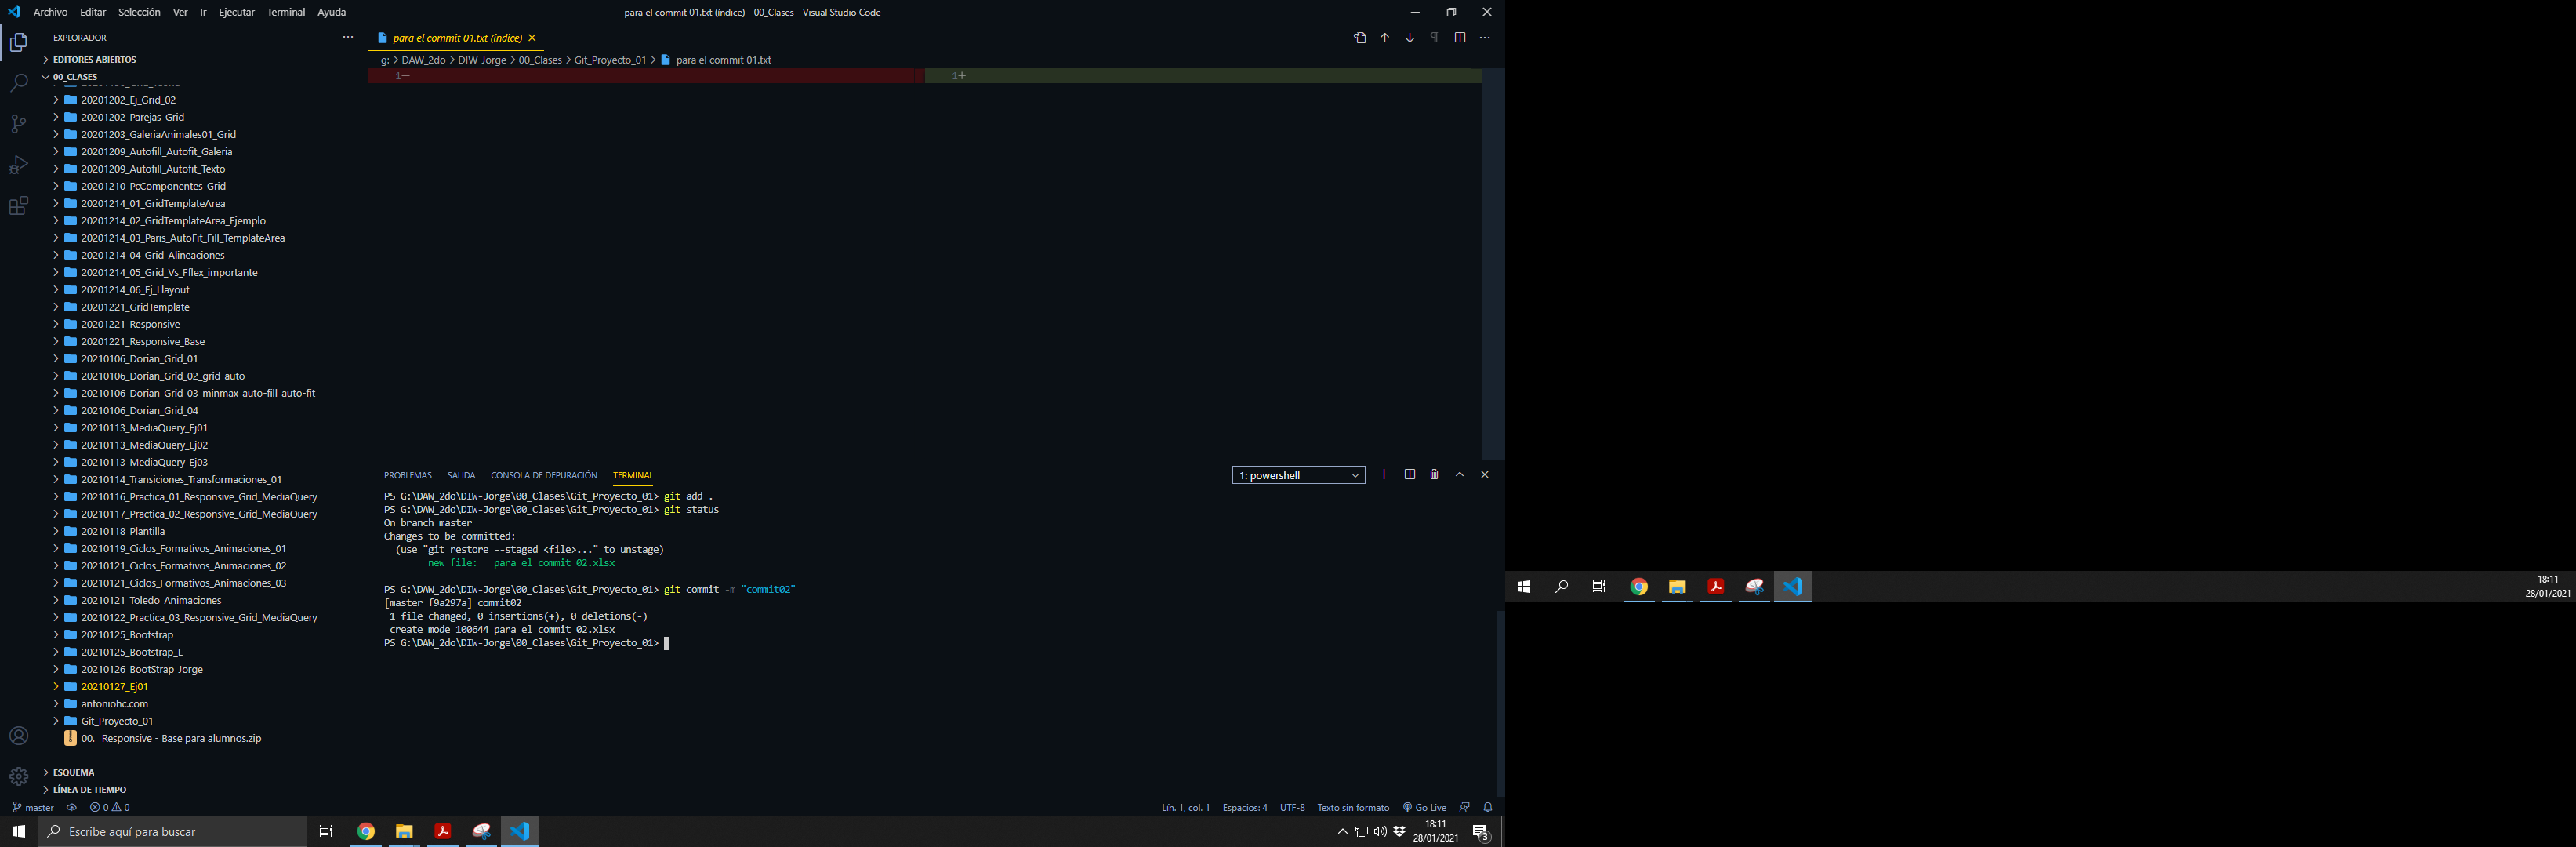 Archivo Editar Selección Ver Ir Ejecutar Terminal Ayuda
para el commit 01.txt (índice) - 00_Clases - Visual Studio Code
EXPLORADOR
EDITORES ABIERTOS
00_CLASES
20201202_Ej_Grid_02
20201202_Parejas_Grid
20201203_GaleriaAnimales01_Grid
20201209_Autofill_Autofit_Galeria
20201209_Autofill_Autofit_Texto
20201210_PcComponentes_Grid
20201214_01_GridTemplateArea
20201214_02_GridTemplateArea_Ejemplo
20201214_03_Paris_AutoFit_Fill_TemplateArea
20201214_04_Grid_Alineaciones
20201214_05_Grid_Vs_Fflex_importante
20201214_06_Ej_Llayout
20201221_GridTemplate
20201221_Responsive
20201221_Responsive_Base
20210106_Dorian_Grid_01
20210106_Dorian_Grid_02_grid-auto
20210106_Dorian_Grid_03_minmax_auto-fill_auto-fit
20210106_Dorian_Grid_04
20210113_MediaQuery_Ej01
20210113_MediaQuery_Ej02
20210113_MediaQuery_Ej03
20210114_Transiciones_Transformaciones_01
20210116_Practica_01_Responsive_Grid_MediaQuery
20210117_Practica_02_Responsive_Grid_MediaQuery
20210118_Plantilla
20210119_Ciclos_Formativos_Animaciones_01
20210121_Ciclos_Formativos_Animaciones_02
20210121_Ciclos_Formativos_Animaciones_03
20210121_Toledo_Animaciones
20210122_Practica_03_Responsive_Grid_MediaQuery
20210125_Bootstrap
20210125_Bootstrap_L
20210126_BootStrap_Jorge
20210127_Ej01
antoniohc.com
Git_Proyecto_01
00._ Responsive - Base para alumnos.zip
ESQUEMA
LÍNEA DE TIEMPO
para el commit 01.txt (índice)
g: > DAW_2do > DIW-Jorge > 00_Clases > Git_Proyecto_01 > para el commit 01.txt
1− 1+
PROBLEMAS SALIDA CONSOLA DE DEPURACIÓN TERMINAL
1: powershell
PS G:\DAW_2do\DIW-Jorge\00_Clases\Git_Proyecto_01> git add .
PS G:\DAW_2do\DIW-Jorge\00_Clases\Git_Proyecto_01> git status
On branch master
Changes to be committed:
(use "git restore --staged <file>..." to unstage)
new file: para el commit 02.xlsx
PS G:\DAW_2do\DIW-Jorge\00_Clases\Git_Proyecto_01> git commit -m "commit02"
[master f9a297a] commit02
1 file changed, 0 insertions(+), 0 deletions(-)
create mode 100644 para el commit 02.xlsx
PS G:\DAW_2do\DIW-Jorge\00_Clases\Git_Proyecto_01>
master 0 0
Lín. 1, col. 1 Espacios: 4 UTF-8 Texto sin formato Go Live
Escribe aquí para buscar
18:11
28/01/2021
3
18:11
28/01/2021